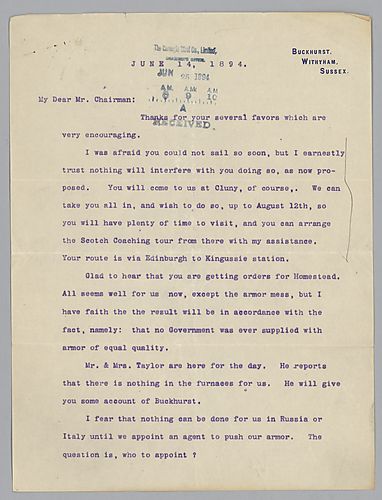 BUCKHURST,
WITHYHAM,
SUSSEX.
The Carnegie Steel Co., Limited.
CHAIRMAN'S OFFICE.
JUNE 14, 1894.
JUN 25 1894
A.M. A.M. AM
8 9 10
A
RECEIVED.
My Dear Mr. Chairman:
Thanks for your several favors which are
very encouraging.
I was afraid you could not sail so soon, but I earnestly
trust nothing will interfere with you doing so, as now pro-
posed. You will come to us at Cluny, of course,. We can
take you all in, and wish to do so, up to August 12th, so
you will have plenty of time to visit, and you can arrange
the Scotch Coaching tour from there with my assistance.
Your route is via Edinburgh to Kingussie station.
Glad to hear that you are getting orders for Homestead.
All seems well for us now, except the armor mess, but I
have faith the the result will be in accordance with the
fact, namely: that no Government was ever supplied with
armor of equal quality.
Mr. & Mrs. Taylor are here for the day. He reports
that there is nothing in the furnaces for us. He will give
you some account of Buckhurst.
I fear that nothing can be done for us in Russia or
Italy until we appoint an agent to push our armor. The
question is, who to appoint ?